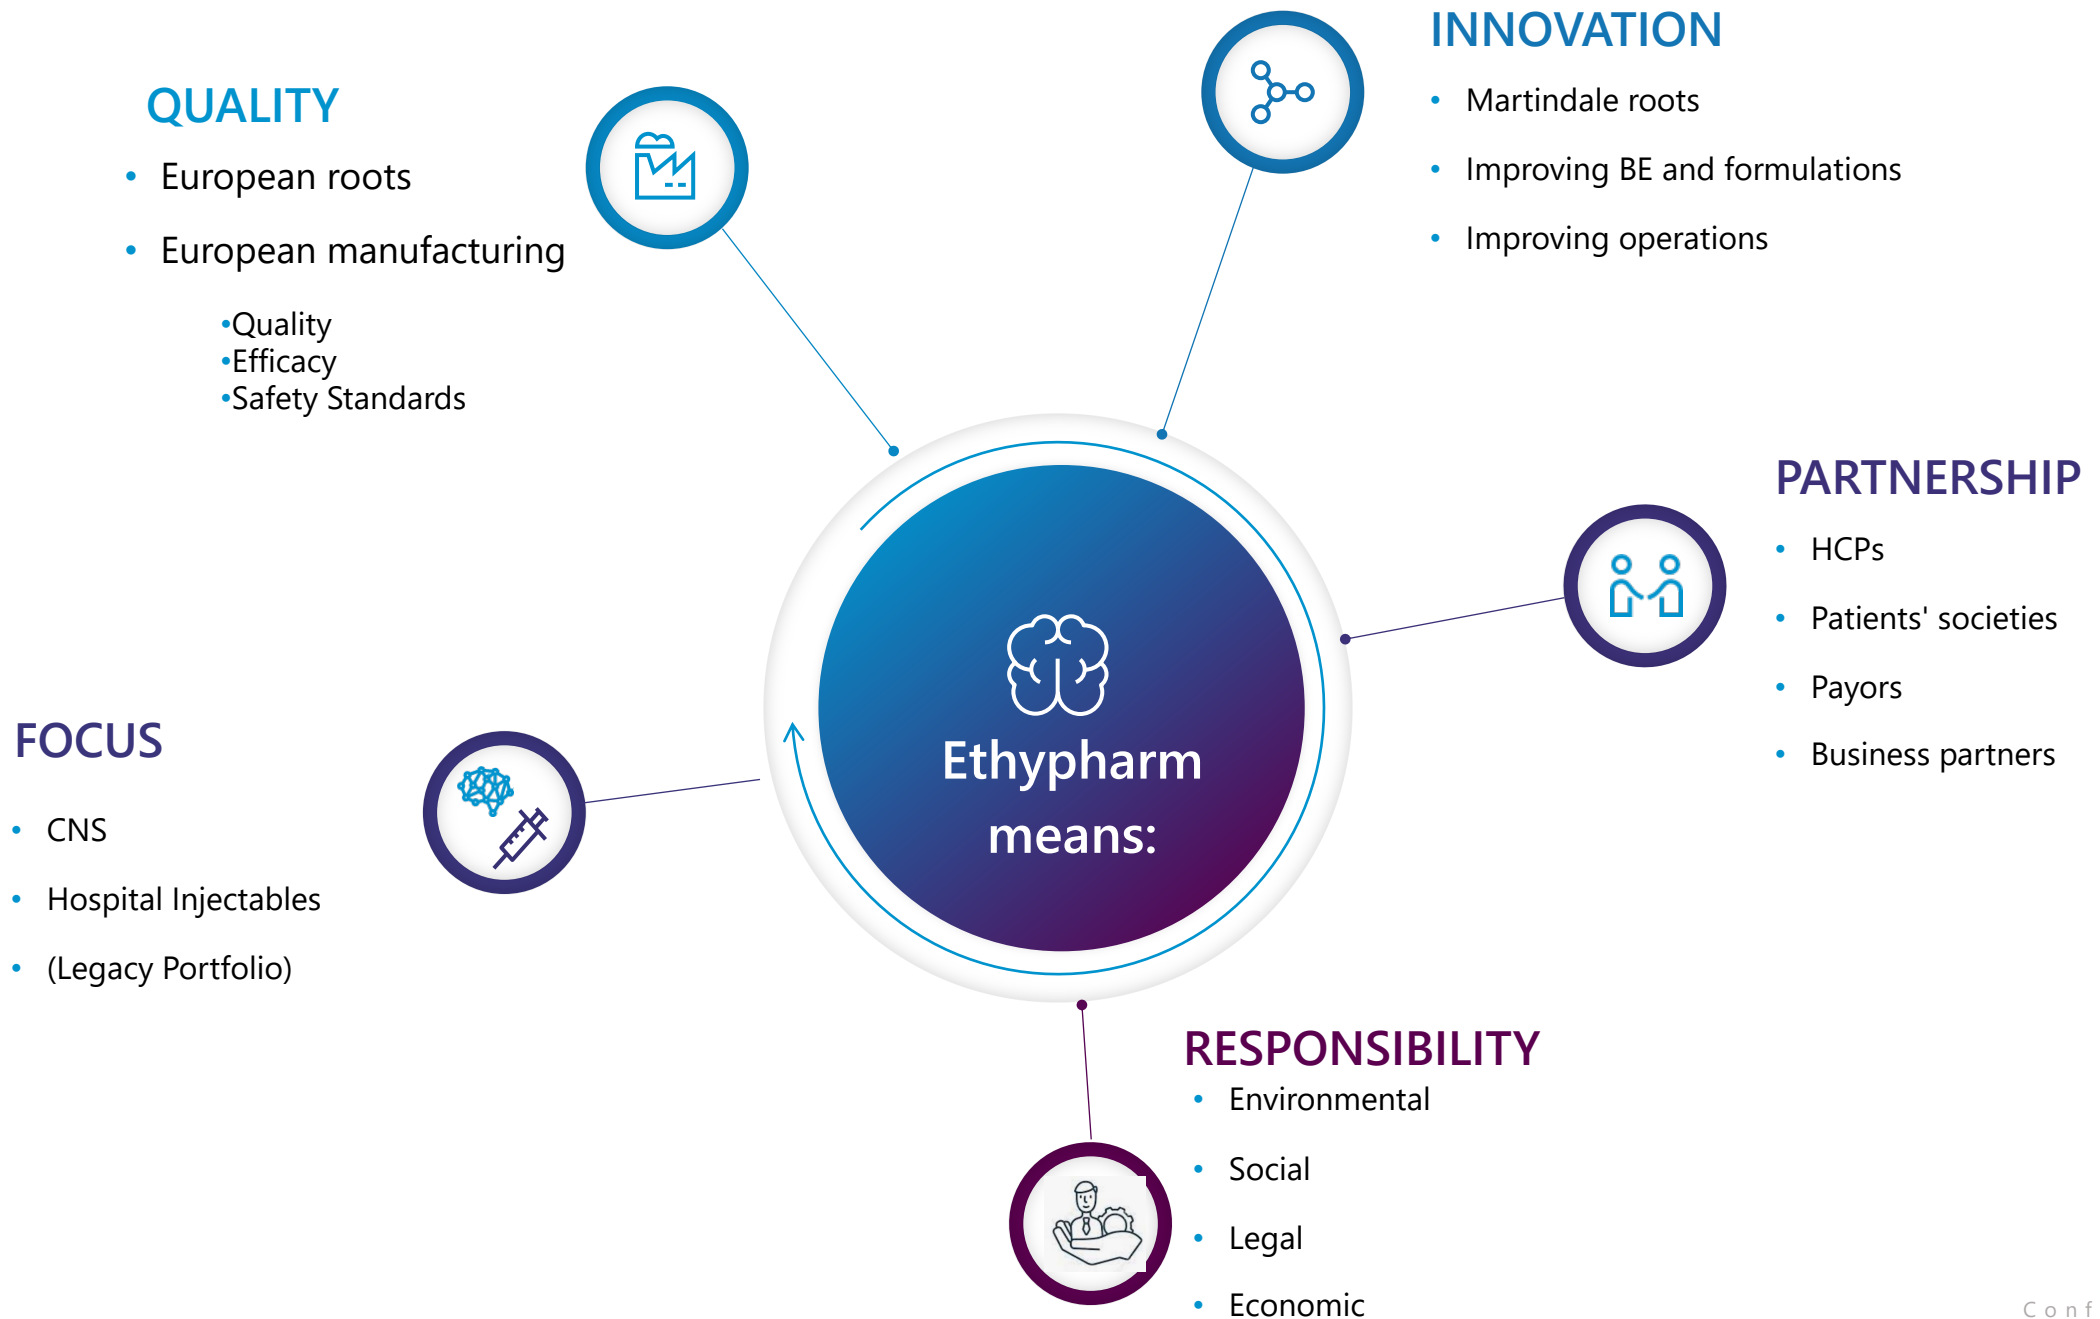 QUALITY
European roots
European manufacturing
•Quality
•Efficacy
•Safety Standards
INNOVATION
Martindale roots
Improving BE and formulations
Improving operations
PARTNERSHIP
HCPs
Patients' societies
Payors
Business partners
Ethypharm
means:
FOCUS
CNS
Hospital Injectables
(Legacy Portfolio)
RESPONSIBILITY
Environmental
Social
Legal
Economic
Conf